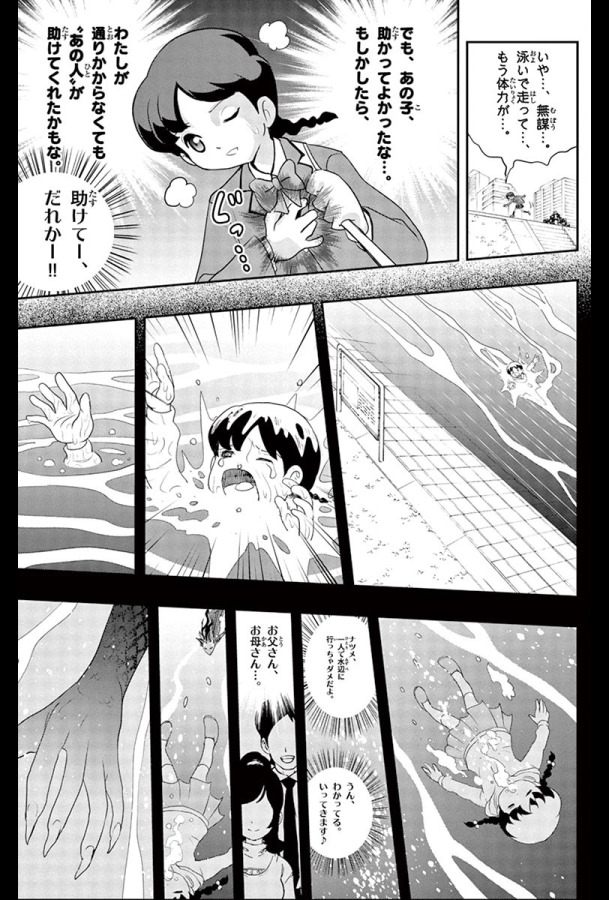 いや…、無謀…。
泳いで走って…、
もう体力が…。
でも、あの子、
助かってよかったな…。
もしかしたら、
わたしが
通りかからなくても
〝あの人〟が
助けてくれたかもな。
ズッ…
助けてー、
だれかー!!
ナツメ、
一人で水辺に
行っちゃダメだよ。
うん、
わかってる。
いってきます♪
お父さん、
お母さん…。